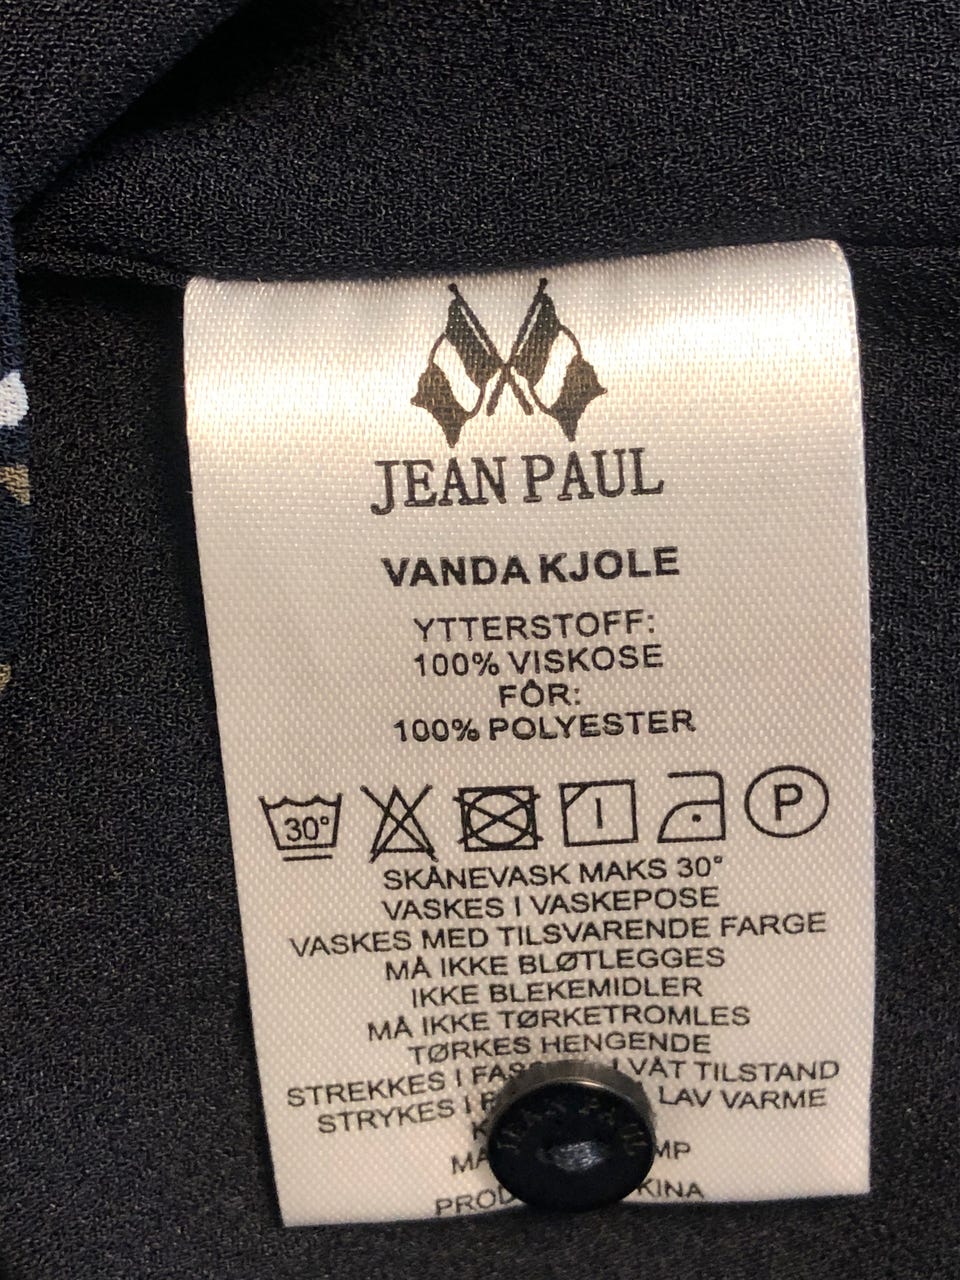 JEAN PAUL
VANDA KJOLE
YTTERSTOFF:
100% VISKOSE
FÔR:
100% POLYESTER
30° I P
SKÅNEVASK MAKS 30°
VASKES I VASKEPOSE
VASKES MED TILSVARENDE FARGE
MÅ IKKE BLØTLEGGES
IKKE BLEKEMIDLER
MÅ IKKE TØRKETROMLES
TØRKES HENGENDE
STREKKES I VÅT TILSTAND
STRYKES I LAV VARME
JEAN PAUL
KINA